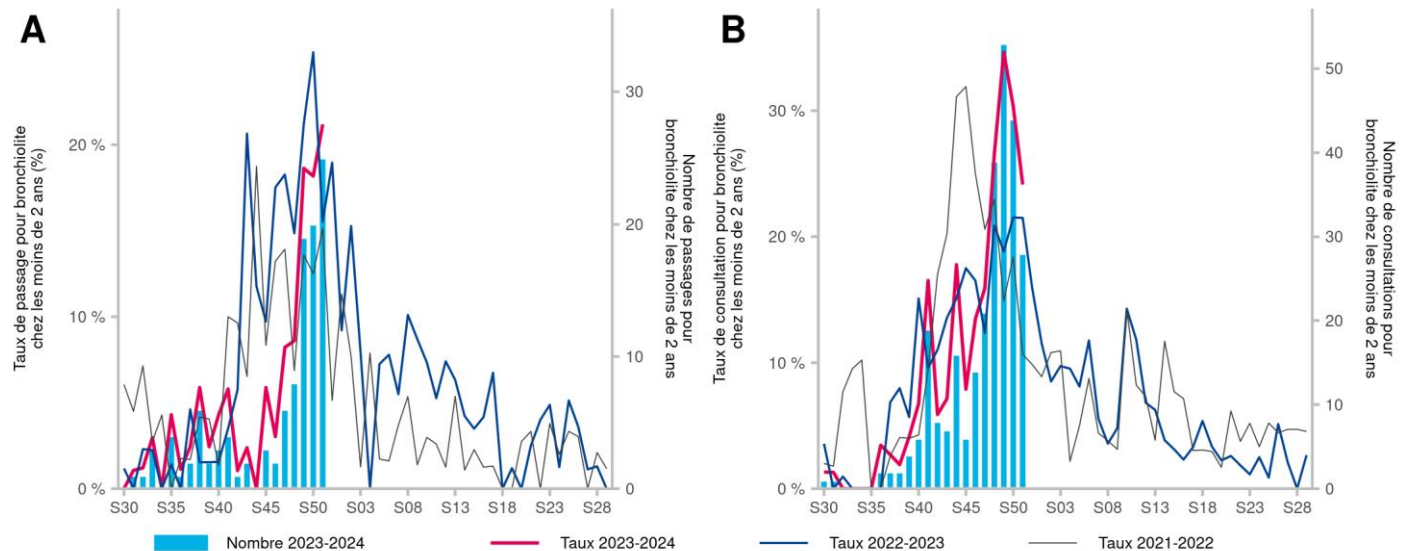 A
Taux de passage pour bronchiolite
chez les moins de 2 ans (%)
20 %
10 %
0 %
30
20
10
0
Nombre de passages pour
bronchiolite chez les moins de 2 ans
S30 S35 S40 S45 S50 S03 S08 S13 S18 S23 S28
B
Taux de consultation pour bronchiolite
chez les moins de 2 ans (%)
30 %
20 %
10 %
0 %
50
40
30
20
10
0
Nombre de consultations pour
bronchiolite chez les moins de 2 ans
S30 S35 S40 S45 S50 S03 S08 S13 S18 S23 S28
Nombre 2023-2024 Taux 2023-2024 Taux 2022-2023 Taux 2021-2022